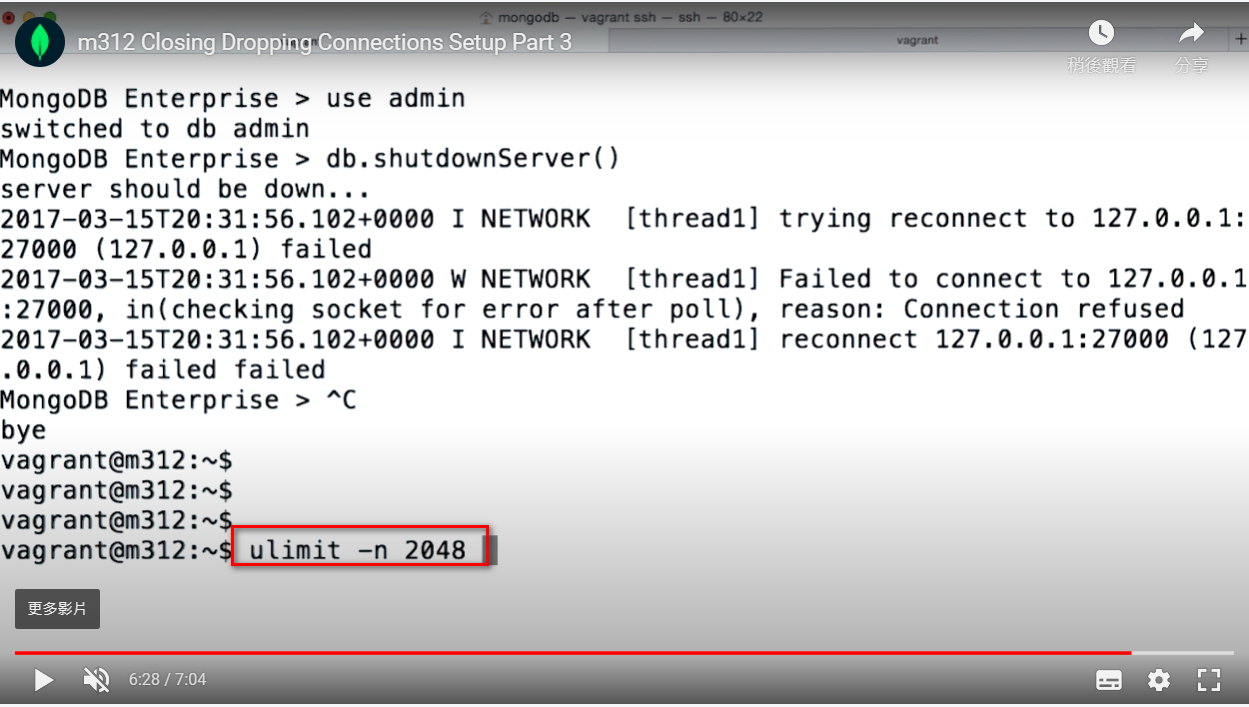 mongodb — vagrant ssh — ssh — 80×22
m312 Closing Dropping Connections Setup Part 3
vagrant
+
稍後觀看
分享
MongoDB Enterprise > use admin
switched to db admin
MongoDB Enterprise > db.shutdownServer()
server should be down...
2017-03-15T20:31:56.102+0000 I NETWORK  [thread1] trying reconnect to 127.0.0.1:
27000 (127.0.0.1) failed
2017-03-15T20:31:56.102+0000 W NETWORK  [thread1] Failed to connect to 127.0.0.1
:27000, in(checking socket for error after poll), reason: Connection refused
2017-03-15T20:31:56.102+0000 I NETWORK  [thread1] reconnect 127.0.0.1:27000 (127
.0.0.1) failed failed
MongoDB Enterprise > ^C
bye
vagrant@m312:~$
vagrant@m312:~$
vagrant@m312:~$
vagrant@m312:~$ ulimit -n 2048
更多影片
6:28 / 7:04